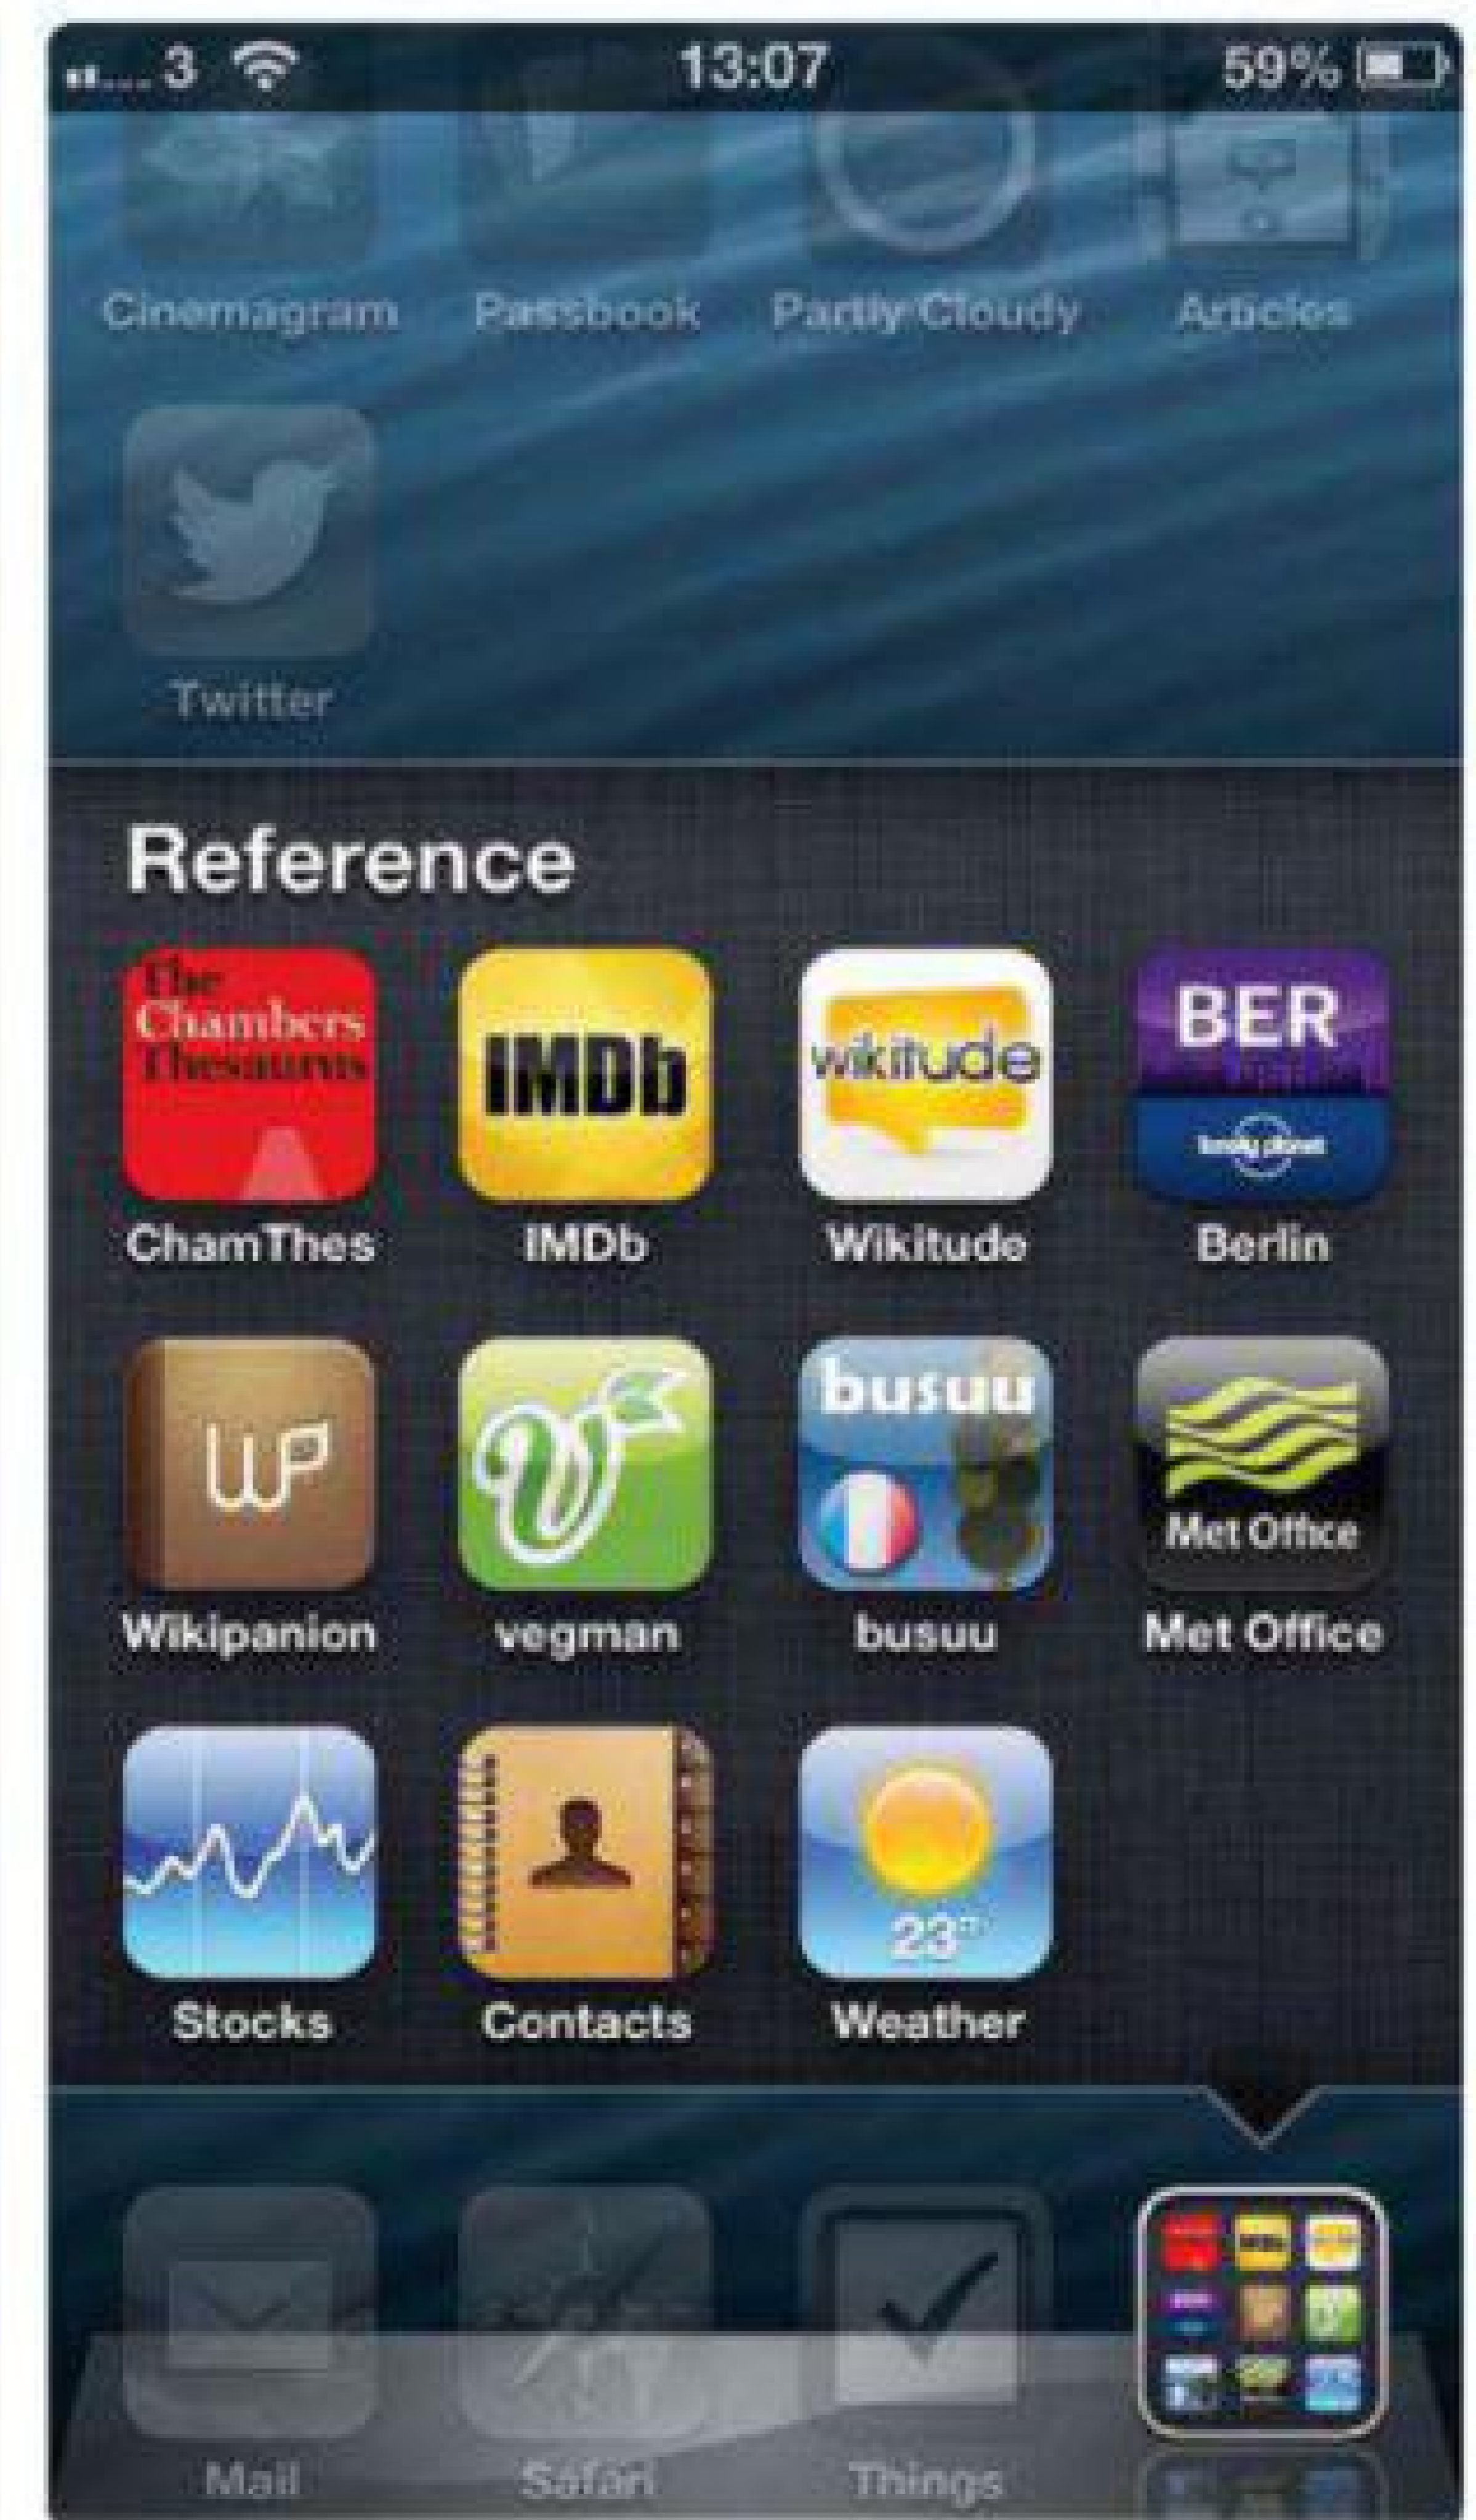 3 13:07 59%
Cinemagram Passbook Partly Cloudy Articles
Twitter
Reference
The
Chambers
Thesaurus
IMDb
wikitude
BER
lonely planet
ChamThes IMDb Wikitude Berlin
WP
V
busuu
Met Office
Wikipanion vegman busuu Met Office
23°
Stocks Contacts Weather
Mail Safari Things